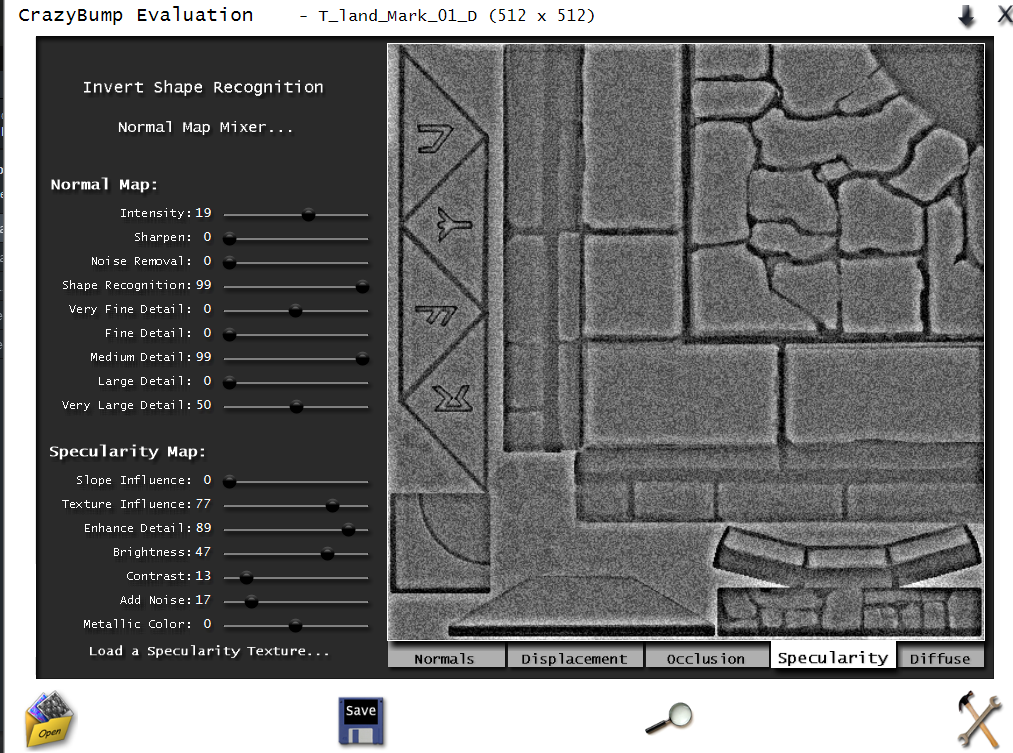 CrazyBump Evaluation - T_land_Mark_01_D (512 x 512) X
Invert Shape Recognition
Normal Map Mixer...
Normal Map:
Intensity: 19
Sharpen: 0
Noise Removal: 0
Shape Recognition: 99
Very Fine Detail: 0
Fine Detail: 0
Medium Detail: 99
Large Detail: 0
Very Large Detail: 50
Specularity Map:
Slope Influence: 0
Texture Influence: 77
Enhance Detail: 89
Brightness: 47
Contrast: 13
Add Noise: 17
Metallic Color: 0
Load a Specularity Texture...
Normals Displacement Occlusion Specularity Diffuse
Open Save